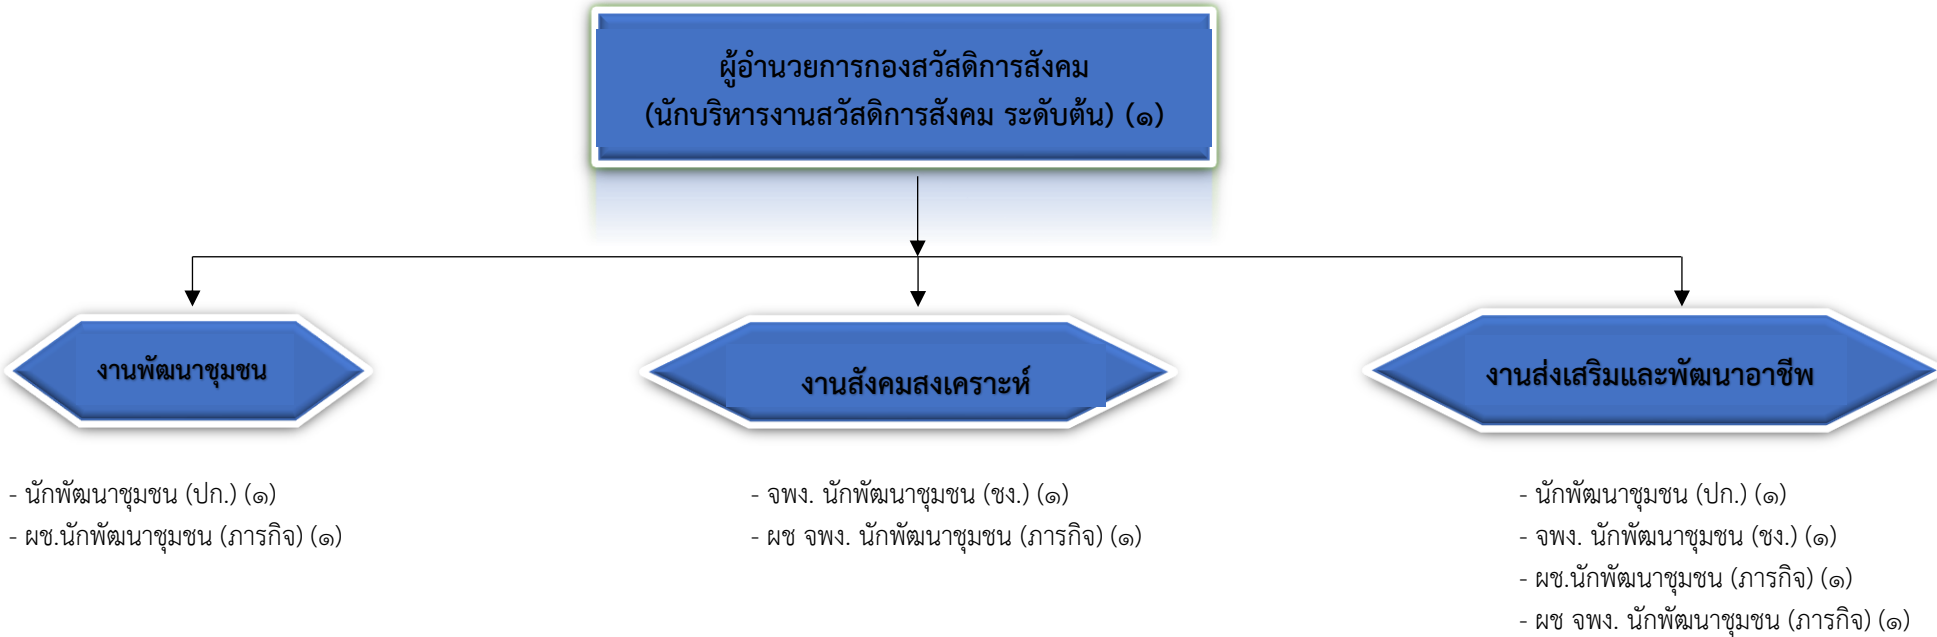 ผู้อำนวยการกองสวัสดิการสังคม
(นักบริหารงานสวัสดิการสังคม ระดับต้น) (๑)
งานพัฒนาชุมชน
- นักพัฒนาชุมชน (ปก.) (๑)
- ผช.นักพัฒนาชุมชน (ภารกิจ) (๑)
งานสังคมสงเคราะห์
- จพง. นักพัฒนาชุมชน (ชง.) (๑)
- ผช จพง. นักพัฒนาชุมชน (ภารกิจ) (๑)
งานส่งเสริมและพัฒนาอาชีพ
- นักพัฒนาชุมชน (ปก.) (๑)
- จพง. นักพัฒนาชุมชน (ชง.) (๑)
- ผช.นักพัฒนาชุมชน (ภารกิจ) (๑)
- ผช จพง. นักพัฒนาชุมชน (ภารกิจ) (๑)